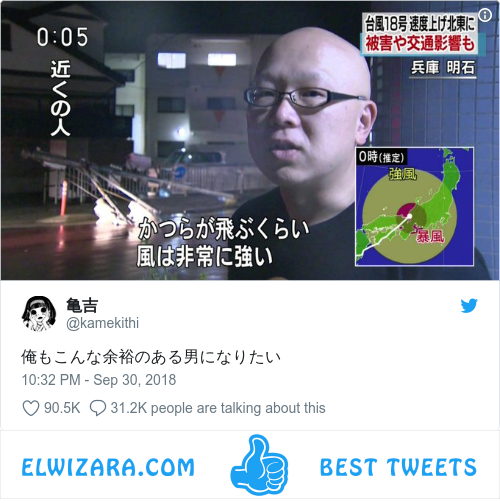 0:05
近くの人
台風18号 速度上げ北東に
被害や交通影響も
兵庫 明石
0時(推定)
強風
暴風
かつらが飛ぶくらい
風は非常に強い
亀吉
@kamekithi
俺もこんな余裕のある男になりたい
10:32 PM - Sep 30, 2018
90.5K 31.2K people are talking about this
ELWIZARA.COM BEST TWEETS